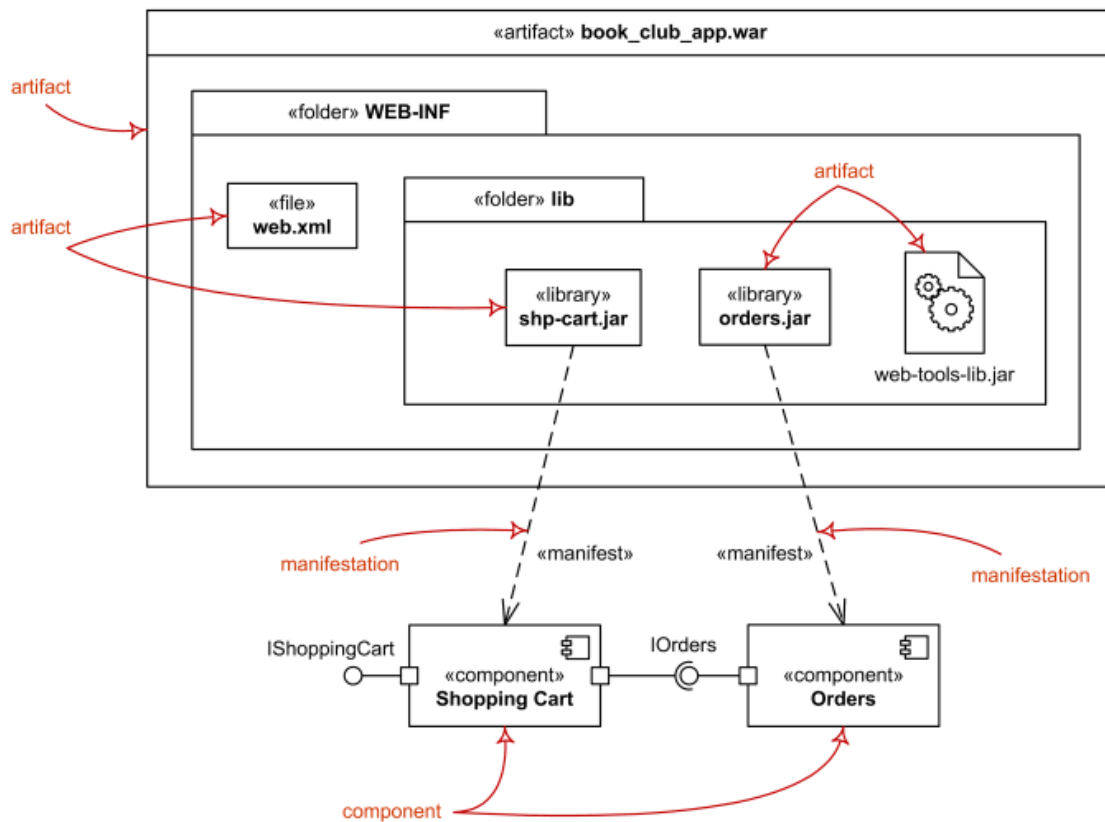 «artifact» book_club_app.war
artifact
«folder» WEB-INF
artifact
«folder» lib
«file»
web.xml
artifact
«library»
shp-cart.jar
«library»
orders.jar
web-tools-lib.jar
«manifest»
«manifest»
manifestation
manifestation
IShoppingCart
IOrders
«component»
Shopping Cart
«component»
Orders
component